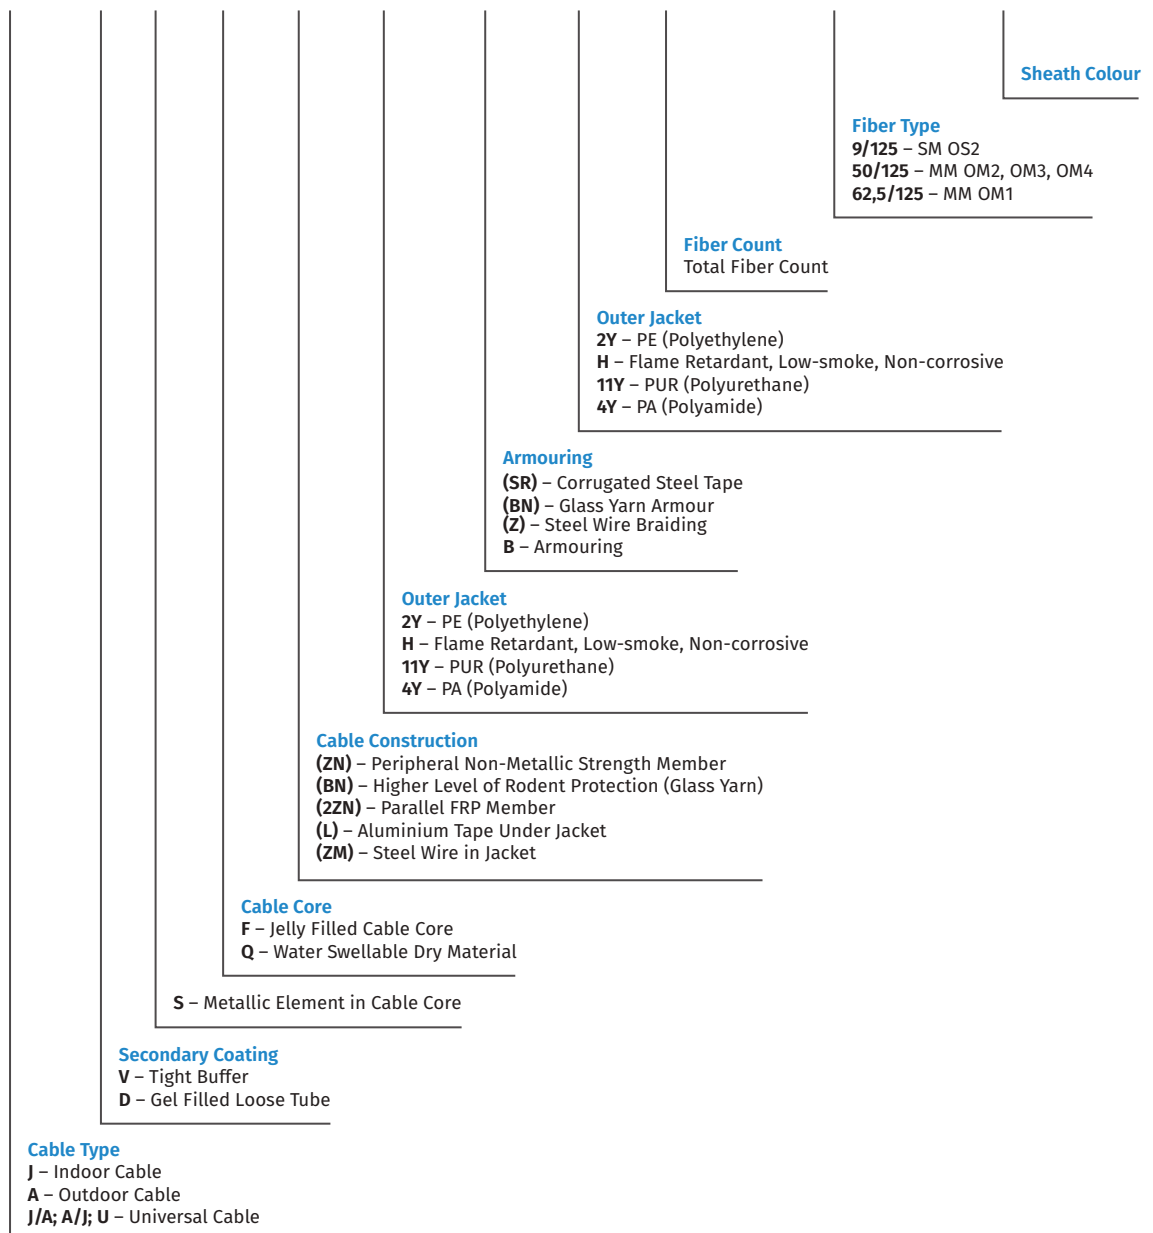 Sheath Colour
Fiber Type
9/125 – SM OS2
50/125 – MM OM2, OM3, OM4
62,5/125 – MM OM1
Fiber Count
Total Fiber Count
Outer Jacket
2Y – PE (Polyethylene)
H – Flame Retardant, Low-smoke, Non-corrosive
11Y – PUR (Polyurethane)
4Y – PA (Polyamide)
Armouring
(SR) – Corrugated Steel Tape
(BN) – Glass Yarn Armour
(Z) – Steel Wire Braiding
B – Armouring
Outer Jacket
2Y – PE (Polyethylene)
H – Flame Retardant, Low-smoke, Non-corrosive
11Y – PUR (Polyurethane)
4Y – PA (Polyamide)
Cable Construction
(ZN) – Peripheral Non-Metallic Strength Member
(BN) – Higher Level of Rodent Protection (Glass Yarn)
(2ZN) – Parallel FRP Member
(L) – Aluminium Tape Under Jacket
(ZM) – Steel Wire in Jacket
Cable Core
F – Jelly Filled Cable Core
Q – Water Swellable Dry Material
S – Metallic Element in Cable Core
Secondary Coating
V – Tight Buffer
D – Gel Filled Loose Tube
Cable Type
J – Indoor Cable
A – Outdoor Cable
J/A; A/J; U – Universal Cable